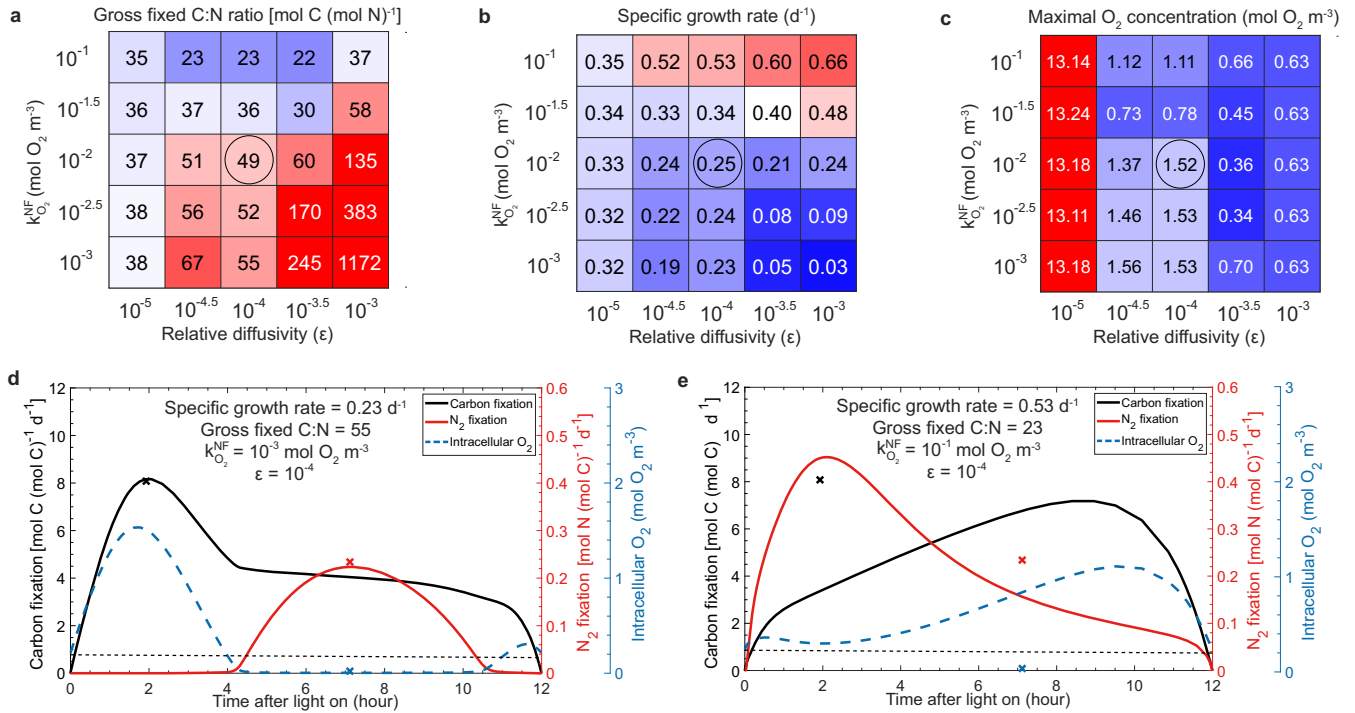 a
Gross fixed C:N ratio [mol C (mol N)⁻¹]
k_O₂^NF (mol O₂ m⁻³)
10⁻¹ 35 23 23 22 37
10⁻¹·⁵ 36 37 36 30 58
10⁻² 37 51 49 60 135
10⁻²·⁵ 38 56 52 170 383
10⁻³ 38 67 55 245 1172
10⁻⁵ 10⁻⁴·⁵ 10⁻⁴ 10⁻³·⁵ 10⁻³
Relative diffusivity (ε)
b
Specific growth rate (d⁻¹)
k_O₂^NF (mol O₂ m⁻³)
10⁻¹ 0.35 0.52 0.53 0.60 0.66
10⁻¹·⁵ 0.34 0.33 0.34 0.40 0.48
10⁻² 0.33 0.24 0.25 0.21 0.24
10⁻²·⁵ 0.32 0.22 0.24 0.08 0.09
10⁻³ 0.32 0.19 0.23 0.05 0.03
10⁻⁵ 10⁻⁴·⁵ 10⁻⁴ 10⁻³·⁵ 10⁻³
Relative diffusivity (ε)
c
Maximal O₂ concentration (mol O₂ m⁻³)
k_O₂^NF (mol O₂ m⁻³)
10⁻¹ 13.14 1.12 1.11 0.66 0.63
10⁻¹·⁵ 13.24 0.73 0.78 0.45 0.63
10⁻² 13.18 1.37 1.52 0.36 0.63
10⁻²·⁵ 13.11 1.46 1.53 0.34 0.63
10⁻³ 13.18 1.56 1.53 0.70 0.63
10⁻⁵ 10⁻⁴·⁵ 10⁻⁴ 10⁻³·⁵ 10⁻³
Relative diffusivity (ε)
d
Carbon fixation [mol C (mol C)⁻¹ d⁻¹]
12
10
8
6
4
2
0
Specific growth rate = 0.23 d⁻¹
Gross fixed C:N = 55
k_O₂^NF = 10⁻³ mol O₂ m⁻³
ε = 10⁻⁴
Carbon fixation
N₂ fixation
Intracellular O₂
0 2 4 6 8 10 12
Time after light on (hour)
0.6
0.5
0.4
0.3
0.2
0.1
0
N₂ fixation [mol N (mol C)⁻¹ d⁻¹]
3
2
1
0
Intracellular O₂ (mol O₂ m⁻³)
e
Carbon fixation [mol C (mol C) d⁻¹]
12
10
8
6
4
2
0
Specific growth rate = 0.53 d⁻¹
Gross fixed C:N = 23
k_O₂^NF = 10⁻¹ mol O₂ m⁻³
ε = 10⁻⁴
Carbon fixation
N₂ fixation
Intracellular O₂
0 2 4 6 8 10 12
Time after light on (hour)
0.6
0.5
0.4
0.3
0.2
0.1
0
N₂ fixation [mol N (mol C)⁻¹ d⁻¹]
3
2
1
0
Intracellular O₂ (mol O₂ m⁻³)